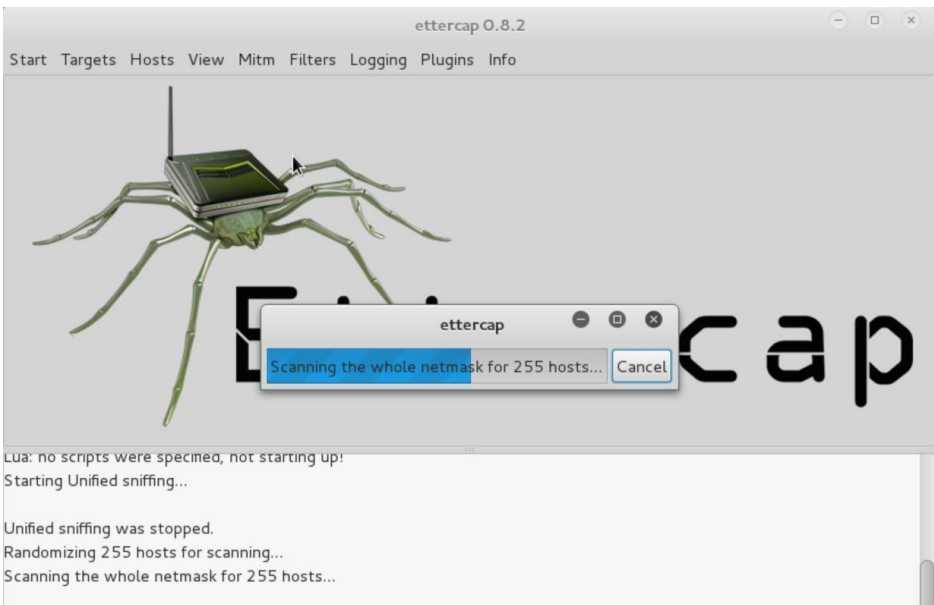 ettercap 0.8.2
Start Targets Hosts View Mitm Filters Logging Plugins Info
ettercap
Scanning the whole netmask for 255 hosts...
Cancel
cap
Lua: no scripts were specified, not starting up!
Starting Unified sniffing...
Unified sniffing was stopped.
Randomizing 255 hosts for scanning...
Scanning the whole netmask for 255 hosts...